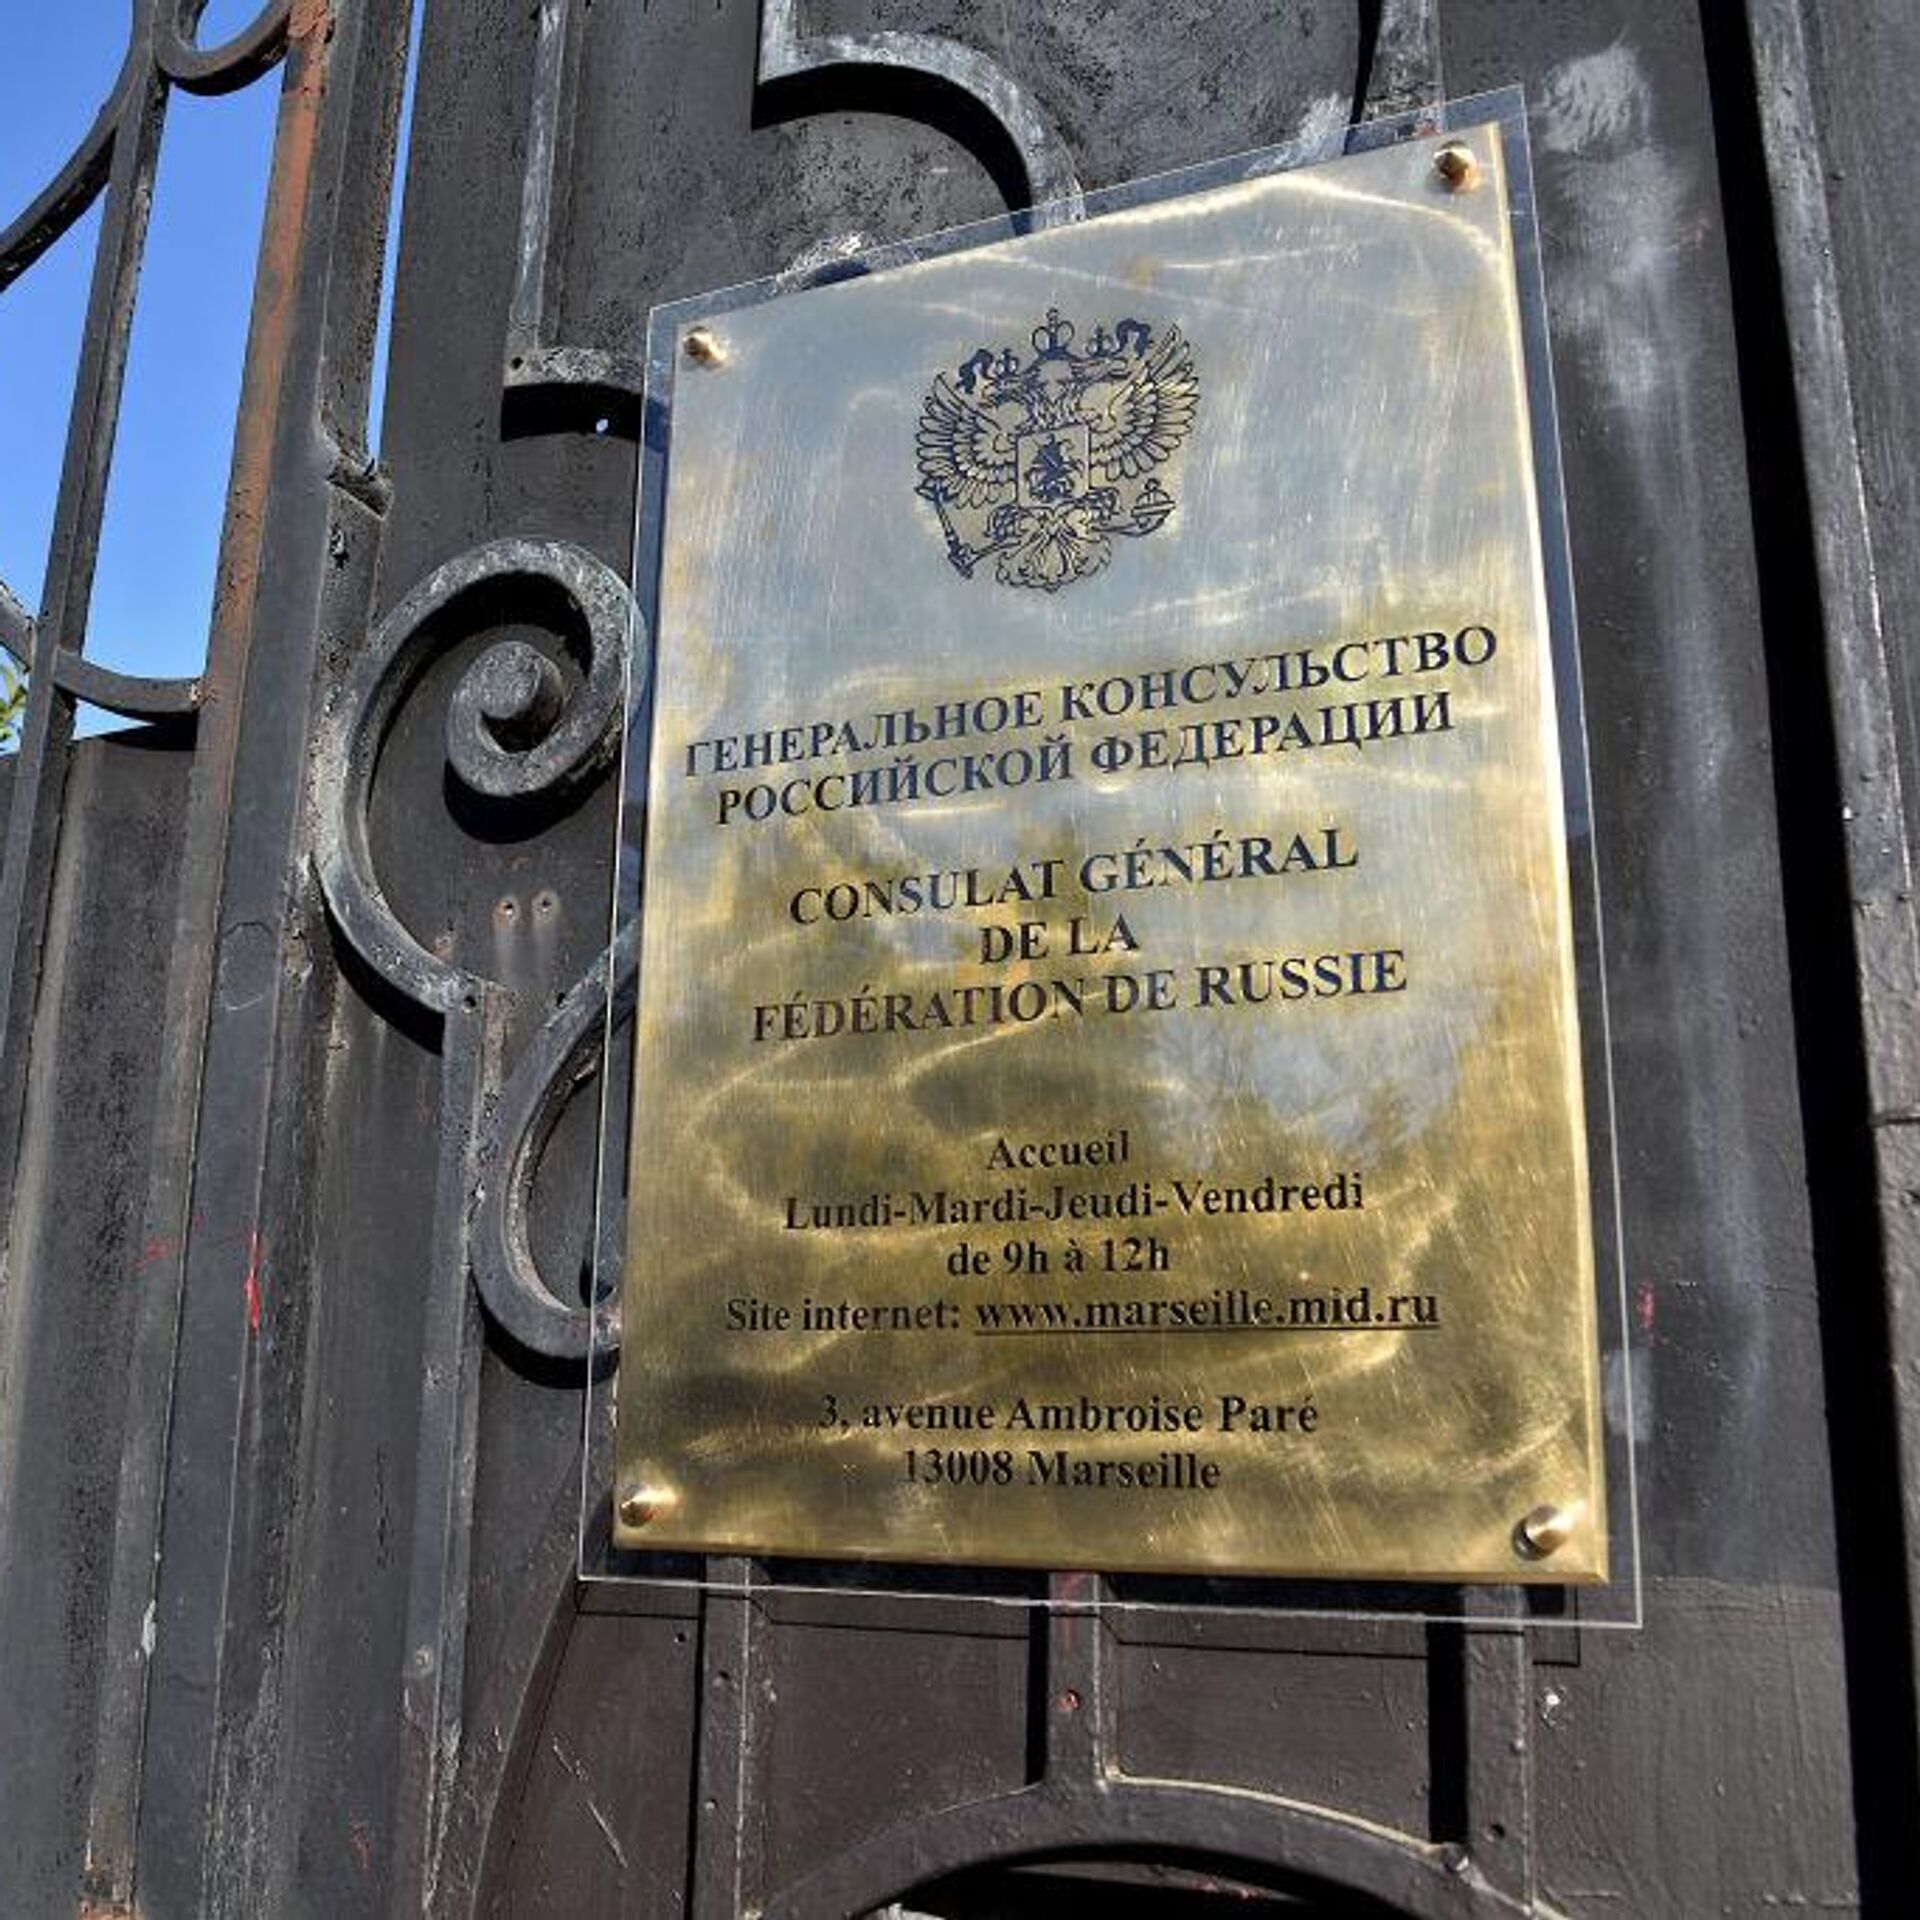 ГЕНЕРАЛЬНОЕ КОНСУЛЬСТВО
РОССИЙСКОЙ ФЕДЕРАЦИИ
CONSULAT GÉNÉRAL
DE LA
FÉDÉRATION DE RUSSIE
Accueil
Lundi-Mardi-Jeudi-Vendredi
de 9h à 12h
Site internet: www.marseille.mid.ru
3, avenue Ambroise Paré
13008 Marseille